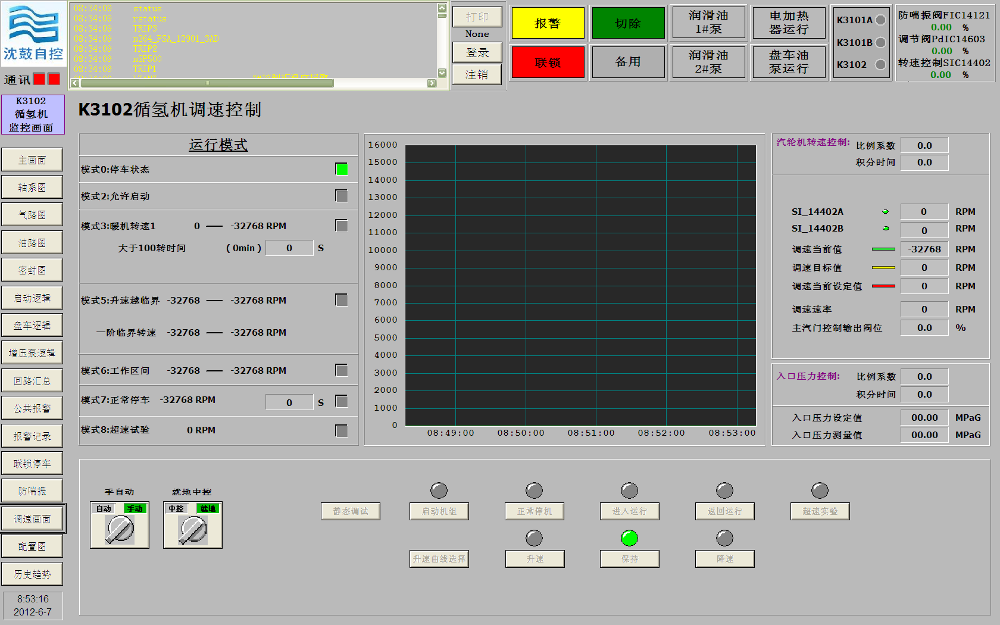 沈鼓自控
通讯
08:34:09 status
08:34:09 rstatus
08:34:09 TRIP3
08:34:09 m264_PSA_12901_3AD
08:34:09 TRIP2
08:34:09 mSP500
08:34:09 TRIP1
打印
None
登录
注销
报警
切除
润滑油
1#泵
电加热
器运行
联锁
备用
润滑油
2#泵
盘车油
泵运行
K3101A
K3101B
K3102
防喘振阀FIC14121
0.00 %
调节阀PdIC14603
0.00 %
转速控制SIC14402
0.00 %
K3102
循氢机
监控画面
主画面
轴系图
气路图
油路图
密封图
启动逻辑
盘车逻辑
增压泵逻辑
回路汇总
公共报警
报警记录
联锁停车
防喘振
调速画面
配置图
历史趋势
8:53:16
2012-6-7
K3102循氢机调速控制
运行模式
模式0:停车状态
模式2:允许启动
模式3:暖机转速1 0 — -32768 RPM
大于100转时间 (0min) 0 S
模式5:升速越临界 -32768 — -32768 RPM
一阶临界转速 -32768 — -32768 RPM
模式6:工作区间 -32768 — -32768 RPM
模式7:正常停车 -32768 RPM 0 S
模式8:超速试验 0 RPM
16000
15000
14000
13000
12000
11000
10000
9000
8000
7000
6000
5000
4000
3000
2000
1000
0
08:49:00 08:50:00 08:51:00 08:52:00 08:53:00
汽轮机转速控制: 比例系数 0.0
积分时间 0.0
SI_14402A 0 RPM
SI_14402B 0 RPM
调速当前值 -32768 RPM
调速目标值 0 RPM
调速当前设定值 0 RPM
调速速率 0 RPM
主汽门控制输出阀位 0.0 %
入口压力控制: 比例系数 0.0
积分时间 0.0
入口压力设定值 00.00 MPaG
入口压力测量值 00.00 MPaG
手自动
自动 手动
就地中控
中控 就地
静态调试
启动机组
正常停机
进入运行
返回运行
超速实验
升速曲线选择
升速
保持
降速